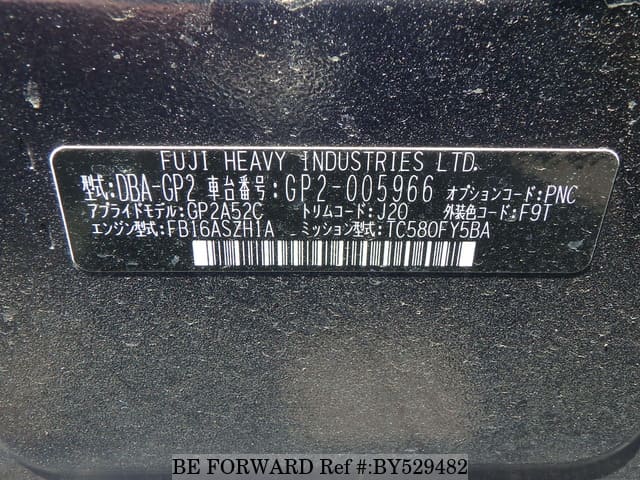 FUJI HEAVY INDUSTRIES LTD.
型式:DBA-GP2 車台番号:GP2-005966 オプションコード:PNC
アプライドモデル:GP2A52C トリムコード:J20 外装色コード:F9T
エンジン型式:FB16ASZH1A ミッション型式:TC580FY5BA
BE FORWARD Ref #:BY529482